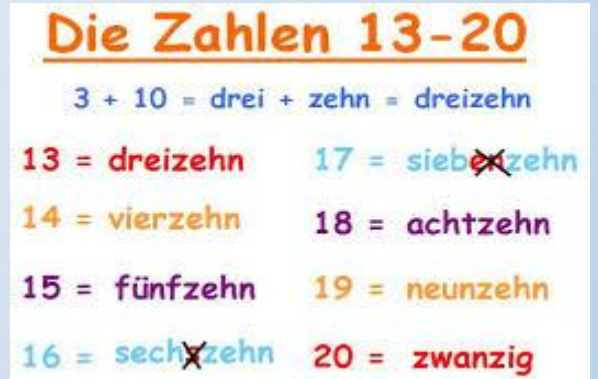 Die Zahlen 13-20
3 + 10 = drei + zehn = dreizehn
13 = dreizehn
14 = vierzehn
15 = fünfzehn
16 = sechszehn
17 = siebenzehn
18 = achtzehn
19 = neunzehn
20 = zwanzig